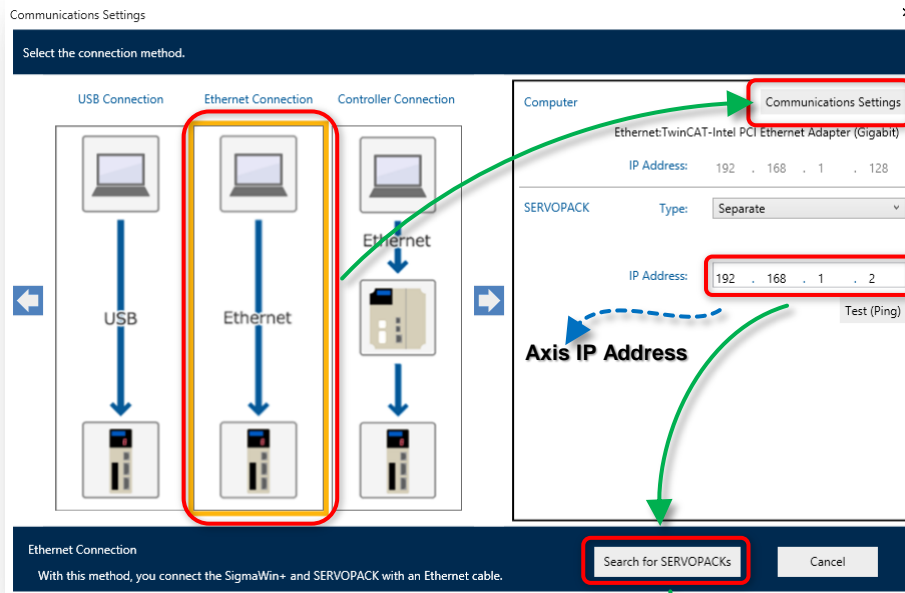 Communications Settings
Select the connection method.
USB Connection
Ethernet Connection
Controller Connection
USB
Ethernet
Ethernet
Computer
Communications Settings
Ethernet:TwinCAT-Intel PCI Ethernet Adapter (Gigabit)
IP Address: 192 . 168 . 1 . 128
SERVOPACK Type: Separate
IP Address: 192 . 168 . 1 . 2
Test (Ping)
Axis IP Address
Ethernet Connection
With this method, you connect the SigmaWin+ and SERVOPACK with an Ethernet cable.
Search for SERVOPACKs
Cancel